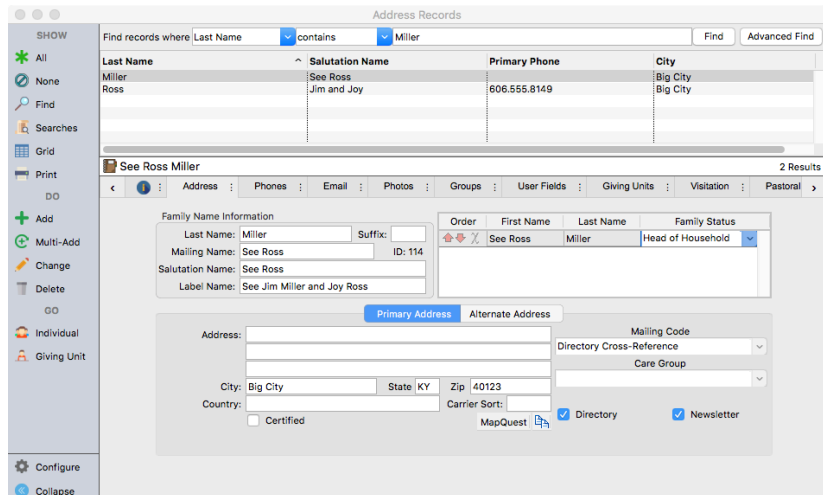 Address Records
SHOW
All
None
Find
Searches
Grid
Print
DO
Add
Multi-Add
Change
Delete
GO
Individual
Giving Unit
Configure
Collapse
Find records where Last Name contains Miller Find Advanced Find
Last Name Salutation Name Primary Phone City
Miller See Ross Big City
Ross Jim and Joy 606.555.8149 Big City
See Ross Miller 2 Results
Address : Phones : Email : Photos : Groups : User Fields : Giving Units : Visitation : Pastoral
Family Name Information
Last Name: Miller Suffix:
Mailing Name: See Ross ID: 114
Salutation Name: See Ross
Label Name: See Jim Miller and Joy Ross
Order First Name Last Name Family Status
See Ross Miller Head of Household
Primary Address Alternate Address
Address:
City: Big City State KY Zip 40123
Country: Carrier Sort:
Certified MapQuest
Mailing Code
Directory Cross-Reference
Care Group
Directory Newsletter